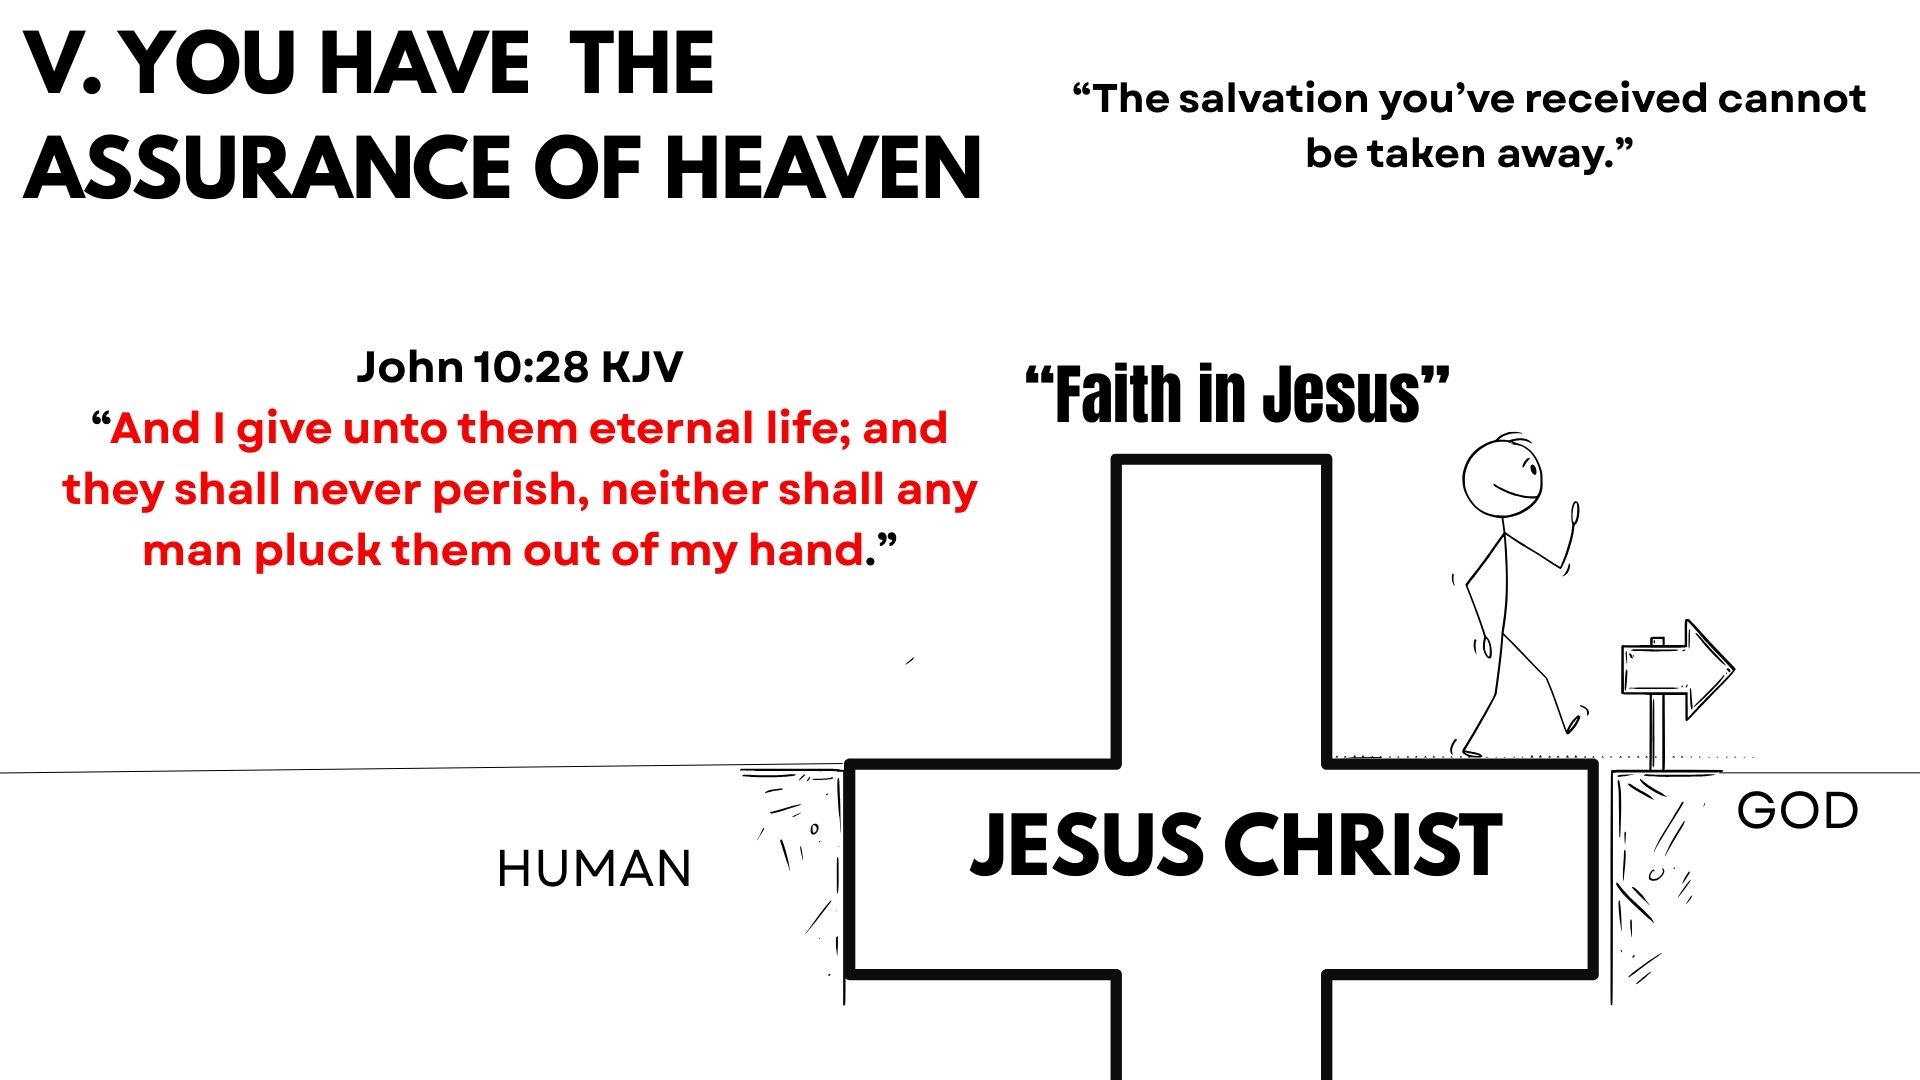 V. YOU HAVE THE
ASSURANCE OF HEAVEN
“The salvation you’ve received cannot
be taken away.”
John 10:28 KJV
“And I give unto them eternal life; and
they shall never perish, neither shall any
man pluck them out of my hand.”
“Faith in Jesus”
JESUS CHRIST
HUMAN
GOD